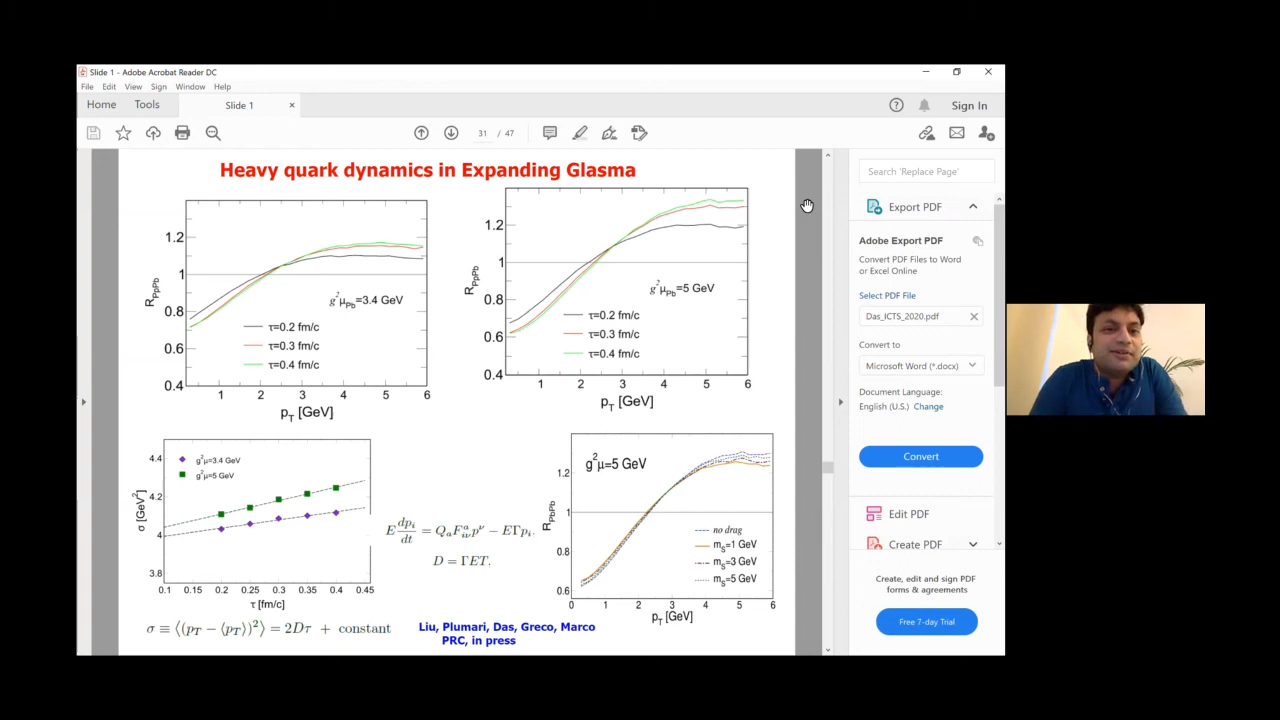 Slide 1 - Adobe Acrobat Reader DC
File Edit View Sign Window Help
Home Tools Slide 1 × Sign In
31 / 47
Heavy quark dynamics in Expanding Glasma
1.2
1
0.8
0.6
0.4
R_PpPb
g²μ_Pb=3.4 GeV
τ=0.2 fm/c
τ=0.3 fm/c
τ=0.4 fm/c
1 2 3 4 5 6
p_T [GeV]
1.2
1
0.8
0.6
0.4
R_PpPb
g²μ_Pb=5 GeV
τ=0.2 fm/c
τ=0.3 fm/c
τ=0.4 fm/c
1 2 3 4 5 6
p_T [GeV]
4.4
4.2
4
3.8
σ [GeV²]
g²μ=3.4 GeV
g²μ=5 GeV
0.1 0.15 0.2 0.25 0.3 0.35 0.4 0.45
τ [fm/c]
σ ≡ ⟨(p_T − ⟨p_T⟩)²⟩ = 2Dτ + constant
E dp_i/dt = Q_a F^a_iν p^ν − EΓp_i.
D = ΓET.
1.2
1
0.8
0.6
R_PbPb
g²μ=5 GeV
no drag
m_S=1 GeV
m_S=3 GeV
m_S=5 GeV
0 1 2 3 4 5 6
p_T [GeV]
Liu, Plumari, Das, Greco, Marco
PRC, in press
Search 'Replace Page'
Export PDF
Adobe Export PDF
Convert PDF Files to Word
or Excel Online
Select PDF File
Das_ICTS_2020.pdf ×
Convert to
Microsoft Word (*.docx)
Document Language:
English (U.S.) Change
Convert
Edit PDF
Create PDF
Create, edit and sign PDF
forms & agreements
Free 7-day Trial